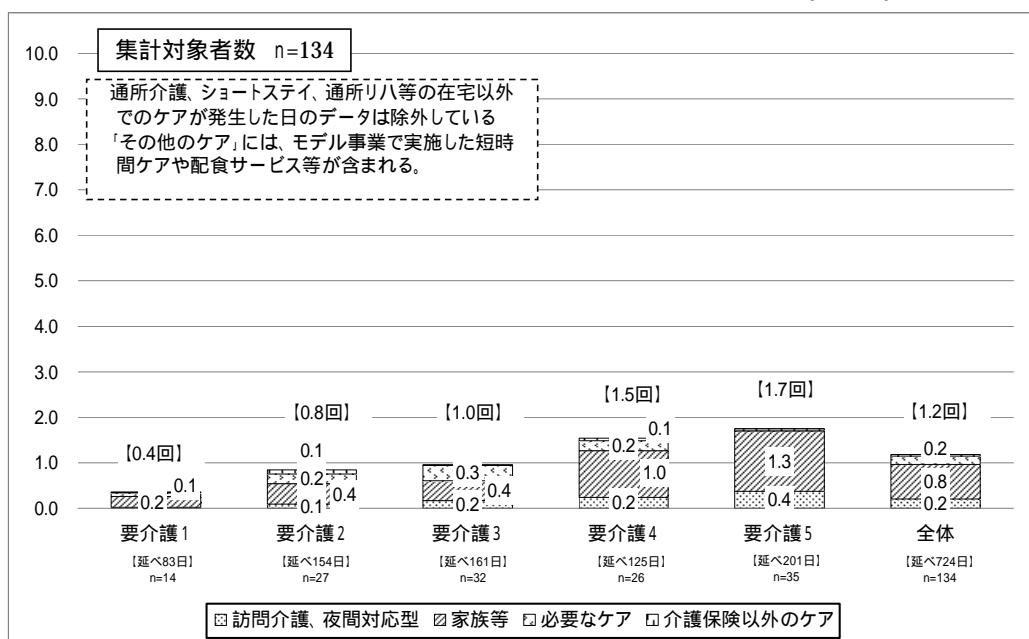 集計対象者数 n=134
通所介護、ショートステイ、通所リハ等の在宅以外
でのケアが発生した日のデータは除外している
「その他のケア」には、モデル事業で実施した短時
間ケアや配食サービス等が含まれる。
10.0
9.0
8.0
7.0
6.0
5.0
4.0
3.0
2.0
1.0
0.0
【0.4回】
【0.8回】
【1.0回】
【1.5回】
【1.7回】
【1.2回】
0.1
0.2
0.1
0.2
0.4
0.1
0.3
0.4
0.2
0.1
0.2
1.0
0.2
1.3
0.4
0.2
0.8
0.2
要介護1
要介護2
要介護3
要介護4
要介護5
全体
【延べ83日】
n=14
【延べ154日】
n=27
【延べ161日】
n=32
【延べ125日】
n=26
【延べ201日】
n=35
【延べ724日】
n=134
訪問介護、夜間対応型 家族等 必要なケア 介護保険以外のケア